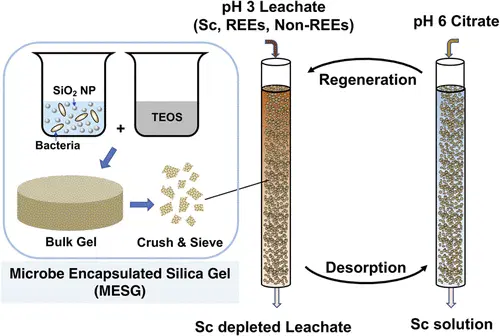 SiO₂ NP
Bacteria
+
TEOS
Bulk Gel
Crush & Sieve
Microbe Encapsulated Silica Gel
(MESG)
pH 3 Leachate
(Sc, REEs, Non-REEs)
pH 6 Citrate
Regeneration
Desorption
Sc depleted Leachate
Sc solution